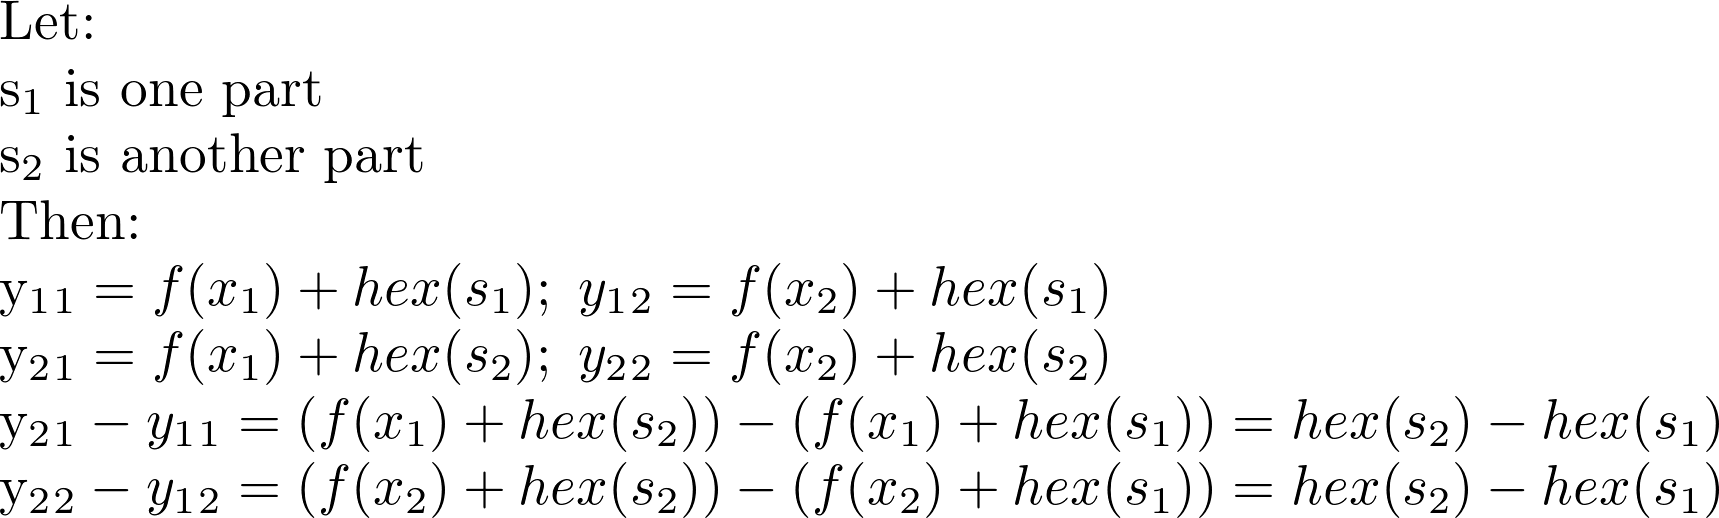 Let:
s₁ is one part
s₂ is another part
Then:
y₁₁ = f(x₁) + hex(s₁); y₁₂ = f(x₂) + hex(s₁)
y₂₁ = f(x₁) + hex(s₂); y₂₂ = f(x₂) + hex(s₂)
y₂₁ − y₁₁ = (f(x₁) + hex(s₂)) − (f(x₁) + hex(s₁)) = hex(s₂) − hex(s₁)
y₂₂ − y₁₂ = (f(x₂) + hex(s₂)) − (f(x₂) + hex(s₁)) = hex(s₂) − hex(s₁)